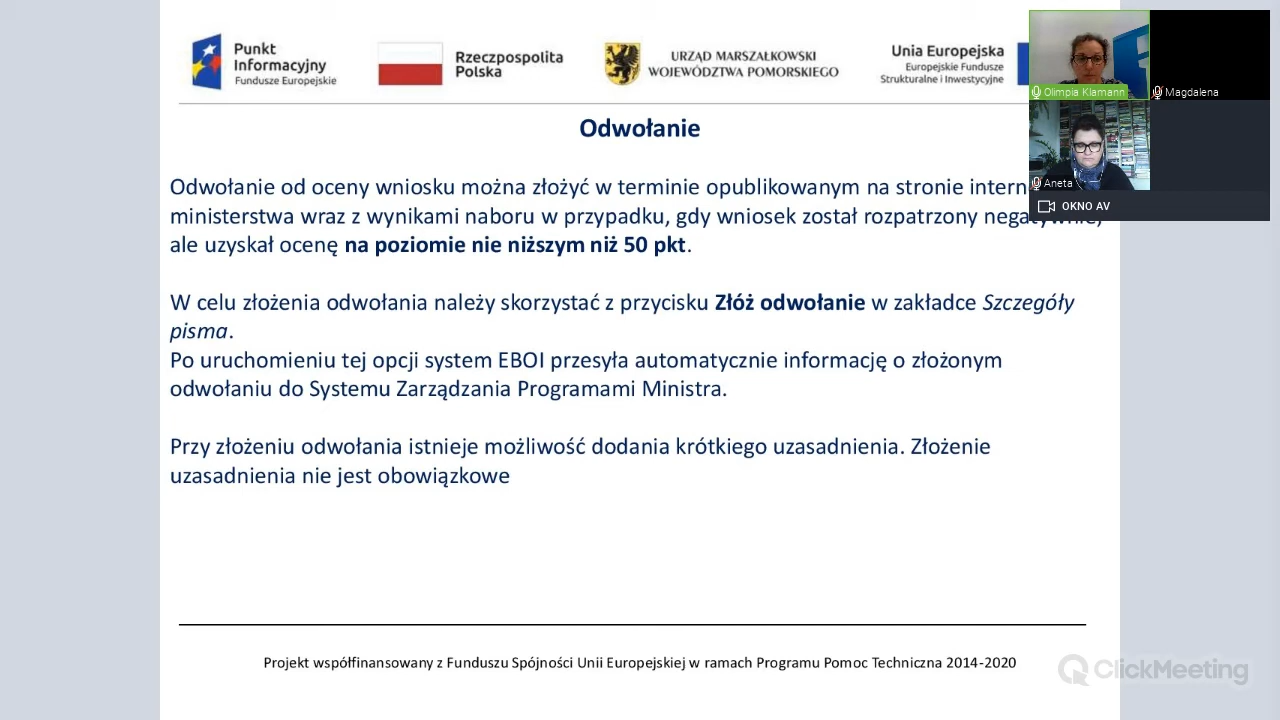 Punkt
Informacyjny
Fundusze Europejskie
Rzeczpospolita
Polska
URZĄD MARSZAŁKOWSKI
WOJEWÓDZTWA POMORSKIEGO
Unia Europejska
Europejskie Fundusze
Strukturalne i Inwestycyjne
Olimpia Klamann
Magdalena
Aneta
OKNO AV
Odwołanie
Odwołanie od oceny wniosku można złożyć w terminie opublikowanym na stronie intern
ministerstwa wraz z wynikami naboru w przypadku, gdy wniosek został rozpatrzony negatywnie,
ale uzyskał ocenę na poziomie nie niższym niż 50 pkt.
W celu złożenia odwołania należy skorzystać z przycisku Złóż odwołanie w zakładce Szczegóły
pisma.
Po uruchomieniu tej opcji system EBOI przesyła automatycznie informację o złożonym
odwołaniu do Systemu Zarządzania Programami Ministra.
Przy złożeniu odwołania istnieje możliwość dodania krótkiego uzasadnienia. Złożenie
uzasadnienia nie jest obowiązkowe
Projekt współfinansowany z Funduszu Spójności Unii Europejskiej w ramach Programu Pomoc Techniczna 2014-2020
ClickMeeting